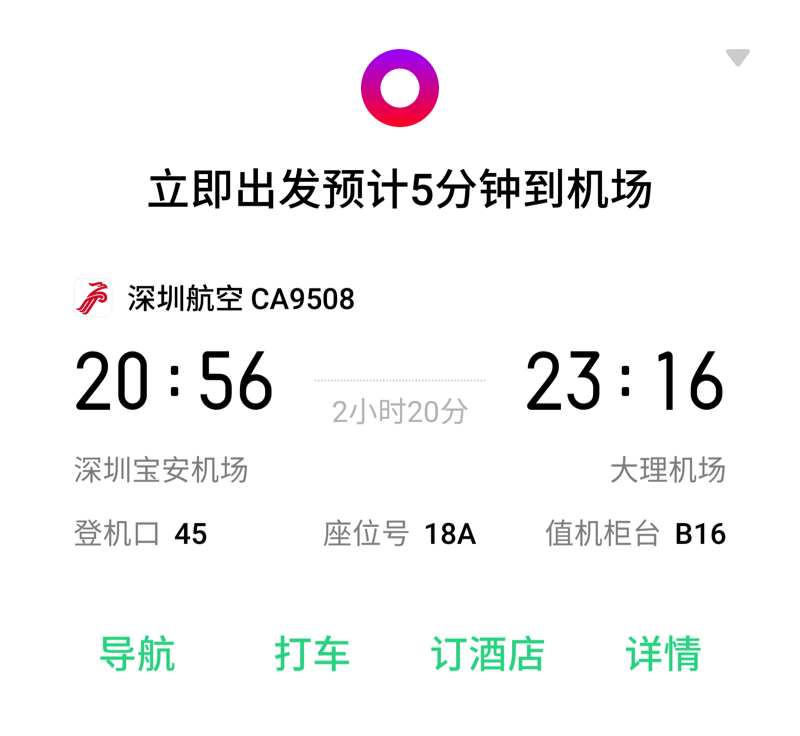 立即出发预计5分钟到机场
深圳航空 CA9508
20:56 2小时20分 23:16
深圳宝安机场 大理机场
登机口 45 座位号 18A 值机柜台 B16
导航 打车 订酒店 详情